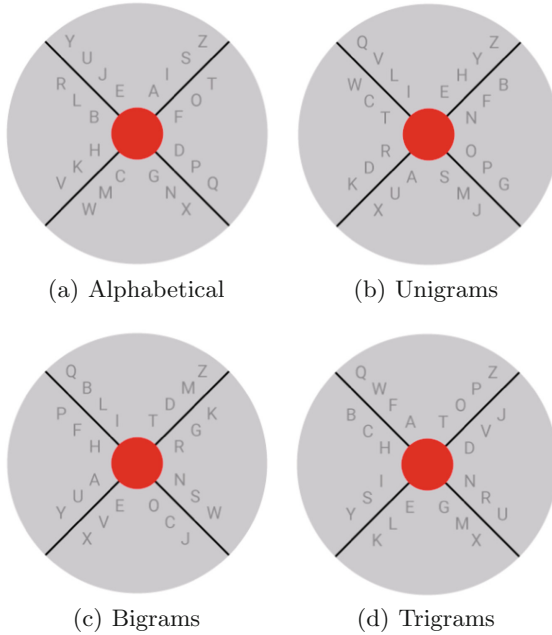 Y Z
U S
J I
R T
E A
L O
B F
H D
K P
C G
V Q
M N
W X
(a) Alphabetical
Q Z
V Y
L H
W B
I E
C F
T N
R O
D P
A S
K G
U M
X J
(b) Unigrams
Q Z
B M
L D
P K
I T
F G
H R
A N
U S
E O
Y W
V C
X J
(c) Bigrams
Q Z
W P
F O
B J
A T
C V
H D
I N
S R
E G
Y U
L M
K X
(d) Trigrams